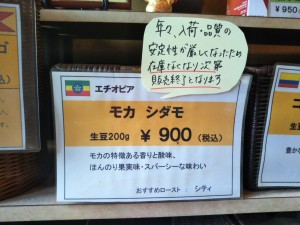 年々、入荷・品質の
安定性が厳しくなったため
在庫なくなり次第
販売終了となります
¥950
エチオピア
モカ シダモ
生豆200g ¥ 900 (税込)
モカの特徴ある香りと酸味、
ほんのり果実味・スパーシーな味わい
おすすめロースト シティ